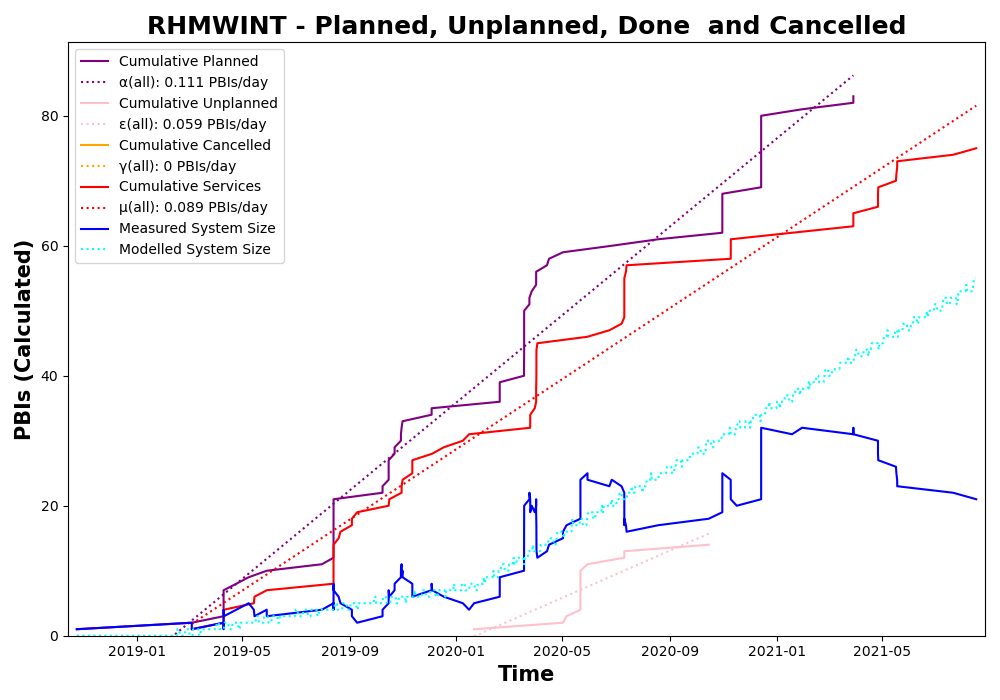 RHMWINT - Planned, Unplanned, Done  and Cancelled
Cumulative Planned
α(all): 0.111 PBIs/day
Cumulative Unplanned
ε(all): 0.059 PBIs/day
Cumulative Cancelled
γ(all): 0 PBIs/day
Cumulative Services
μ(all): 0.089 PBIs/day
Measured System Size
Modelled System Size
PBIs (Calculated)
80
60
40
20
0
2019-01
2019-05
2019-09
2020-01
2020-05
2020-09
2021-01
2021-05
Time